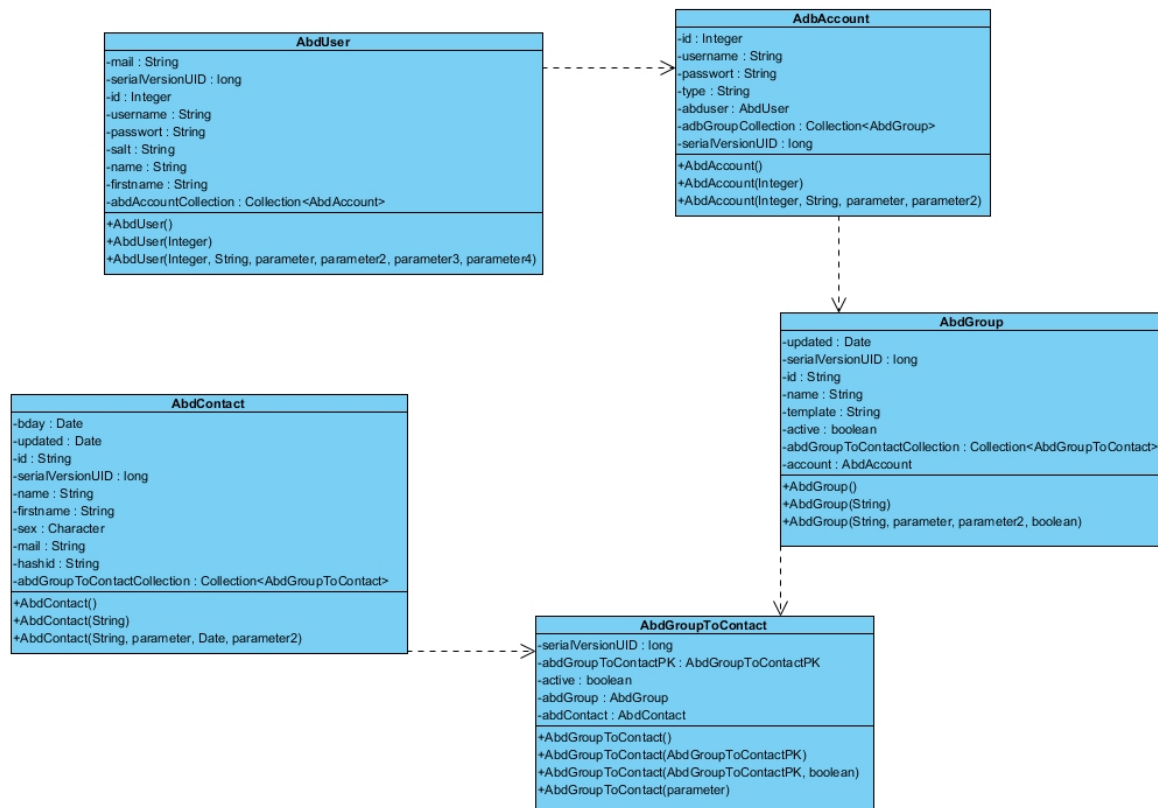 AbdUser
-mail : String
-serialVersionUID : long
-id : Integer
-username : String
-passwort : String
-salt : String
-name : String
-firstname : String
-abdAccountCollection : Collection<AbdAccount>
+AbdUser()
+AbdUser(Integer)
+AbdUser(Integer, String, parameter, parameter2, parameter3, parameter4)
AdbAccount
-id : Integer
-username : String
-passwort : String
-type : String
-abduser : AbdUser
-adbGroupCollection : Collection<AbdGroup>
-serialVersionUID : long
+AbdAccount()
+AbdAccount(Integer)
+AbdAccount(Integer, String, parameter, parameter2)
AbdGroup
-updated : Date
-serialVersionUID : long
-id : String
-name : String
-template : String
-active : boolean
-abdGroupToContactCollection : Collection<AbdGroupToContact>
-account : AbdAccount
+AbdGroup()
+AbdGroup(String)
+AbdGroup(String, parameter, parameter2, boolean)
AbdContact
-bday : Date
-updated : Date
-id : String
-serialVersionUID : long
-name : String
-firstname : String
-sex : Character
-mail : String
-hashid : String
-abdGroupToContactCollection : Collection<AbdGroupToContact>
+AbdContact()
+AbdContact(String)
+AbdContact(String, parameter, Date, parameter2)
AbdGroupToContact
-serialVersionUID : long
-abdGroupToContactPK : AbdGroupToContactPK
-active : boolean
-abdGroup : AbdGroup
-abdContact : AbdContact
+AbdGroupToContact()
+AbdGroupToContact(AbdGroupToContactPK)
+AbdGroupToContact(AbdGroupToContactPK, boolean)
+AbdGroupToContact(parameter)